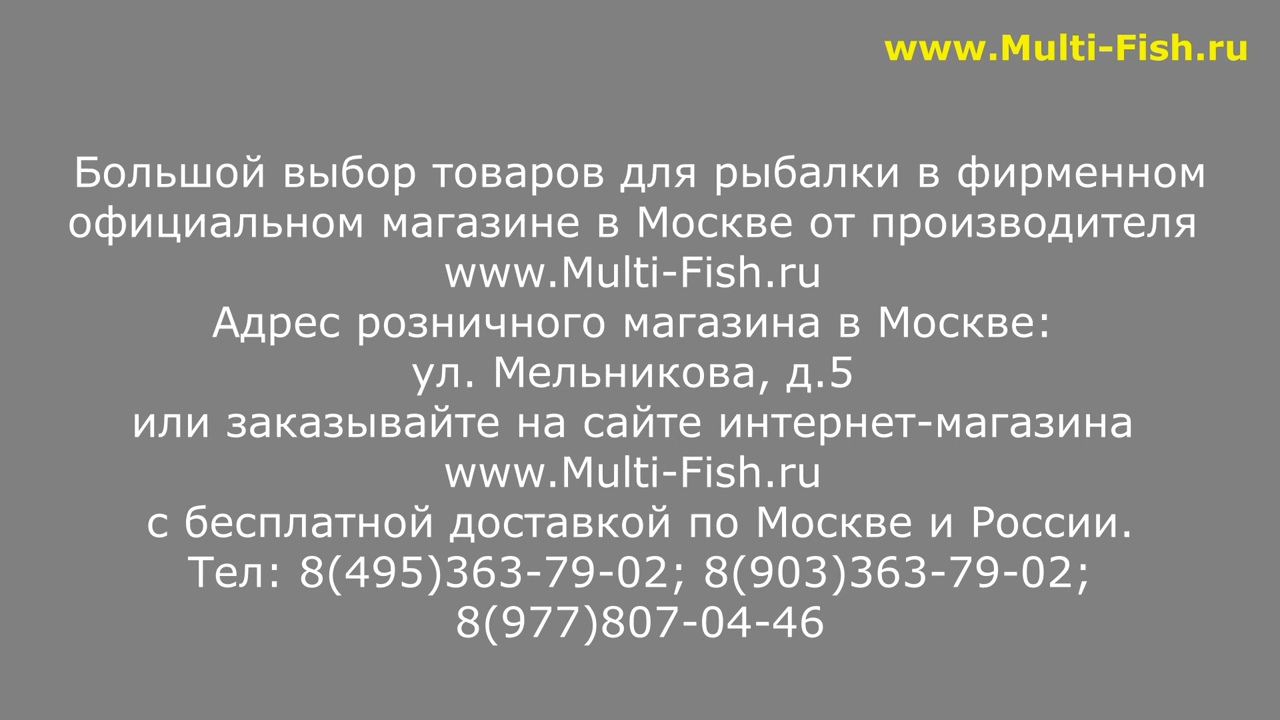 www.Multi-Fish.ru
Большой выбор товаров для рыбалки в фирменном
официальном магазине в Москве от производителя
www.Multi-Fish.ru
Адрес розничного магазина в Москве:
ул. Мельникова, д.5
или заказывайте на сайте интернет-магазина
www.Multi-Fish.ru
с бесплатной доставкой по Москве и России.
Тел: 8(495)363-79-02; 8(903)363-79-02;
8(977)807-04-46